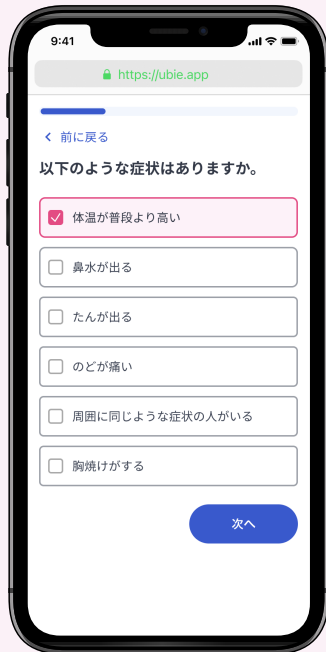 9:41
https://ubie.app
前に戻る
以下のような症状はありますか。
体温が普段より高い
鼻水が出る
たんが出る
のどが痛い
周囲に同じような症状の人がいる
胸焼けがする
次へ